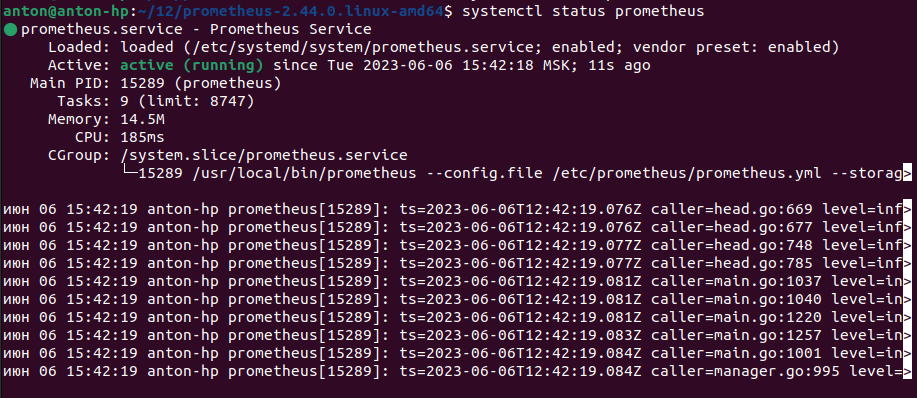 anton@anton-hp:~/12/prometheus-2.44.0.linux-amd64$ systemctl status prometheus
● prometheus.service - Prometheus Service
     Loaded: loaded (/etc/systemd/system/prometheus.service; enabled; vendor preset: enabled)
     Active: active (running) since Tue 2023-06-06 15:42:18 MSK; 11s ago
   Main PID: 15289 (prometheus)
      Tasks: 9 (limit: 8747)
     Memory: 14.5M
        CPU: 185ms
     CGroup: /system.slice/prometheus.service
             └─15289 /usr/local/bin/prometheus --config.file /etc/prometheus/prometheus.yml --storag>
июн 06 15:42:19 anton-hp prometheus[15289]: ts=2023-06-06T12:42:19.076Z caller=head.go:669 level=inf>
июн 06 15:42:19 anton-hp prometheus[15289]: ts=2023-06-06T12:42:19.076Z caller=head.go:677 level=inf>
июн 06 15:42:19 anton-hp prometheus[15289]: ts=2023-06-06T12:42:19.077Z caller=head.go:748 level=inf>
июн 06 15:42:19 anton-hp prometheus[15289]: ts=2023-06-06T12:42:19.077Z caller=head.go:785 level=inf>
июн 06 15:42:19 anton-hp prometheus[15289]: ts=2023-06-06T12:42:19.081Z caller=main.go:1037 level=in>
июн 06 15:42:19 anton-hp prometheus[15289]: ts=2023-06-06T12:42:19.081Z caller=main.go:1040 level=in>
июн 06 15:42:19 anton-hp prometheus[15289]: ts=2023-06-06T12:42:19.081Z caller=main.go:1220 level=in>
июн 06 15:42:19 anton-hp prometheus[15289]: ts=2023-06-06T12:42:19.083Z caller=main.go:1257 level=in>
июн 06 15:42:19 anton-hp prometheus[15289]: ts=2023-06-06T12:42:19.084Z caller=main.go:1001 level=in>
июн 06 15:42:19 anton-hp prometheus[15289]: ts=2023-06-06T12:42:19.084Z caller=manager.go:995 level=>